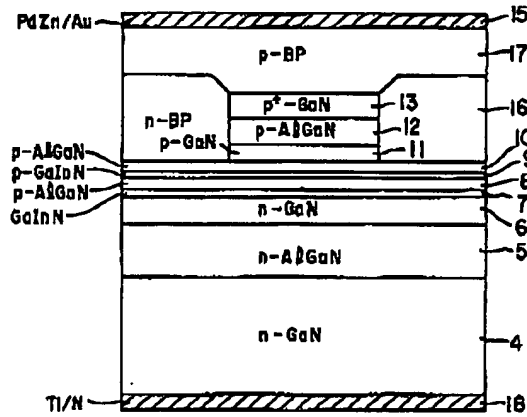 PdZn/Au
15
p-BP
17
p⁺-GaN
13
16
n-BP
p-AℓGaN
12
p-GaN
11
10
p-AℓGaN
9
p-GaInN
8
p-AℓGaN
7
GaInN
n-GaN
6
n-AℓGaN
5
n-GaN
4
Ti/N
18